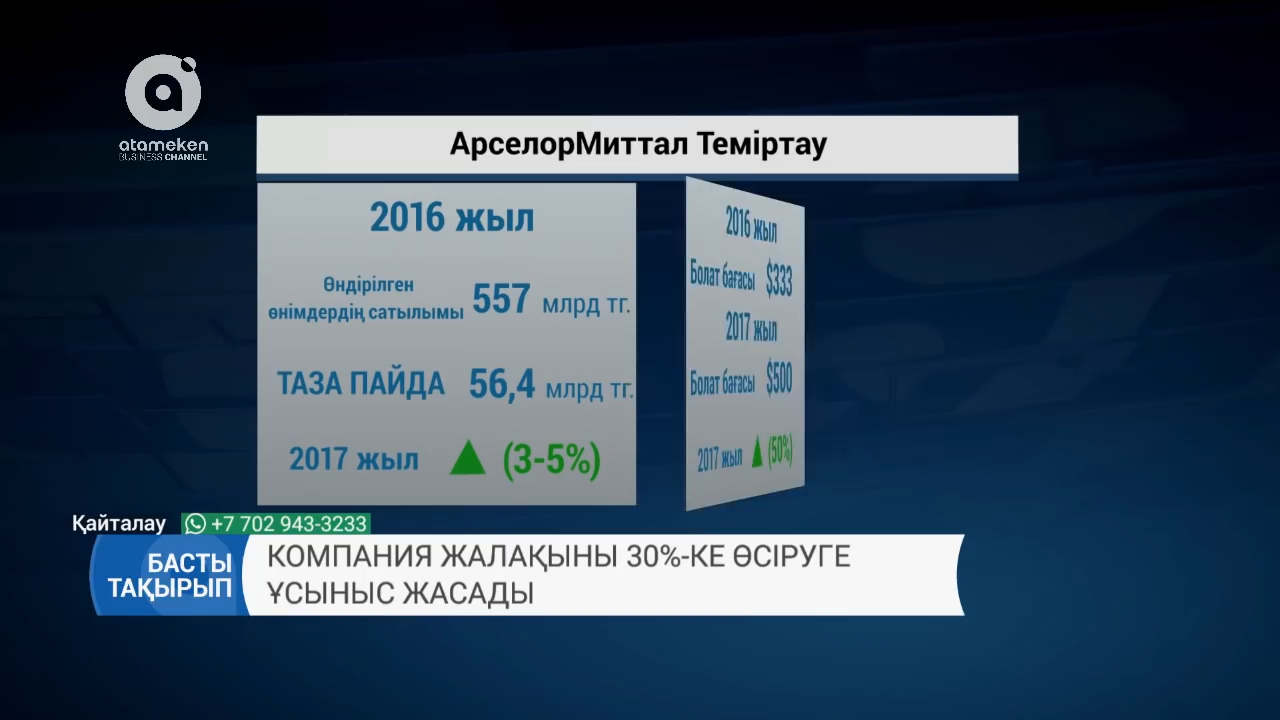 atameken
BUSINESS CHANNEL
АрселорМиттал Теміртау
2016 жыл
Өндірілген
өнімдердің сатылымы 557 млрд тг.
ТАЗА ПАЙДА 56,4 млрд тг.
2017 жыл ▲ (3-5%)
2016 жыл
Болат бағасы $333
2017 жыл
Болат бағасы $500
2017 жыл ▲ (50%)
Қайталау +7 702 943-3233
БАСТЫ
ТАҚЫРЫП
КОМПАНИЯ ЖАЛАҚЫНЫ 30%-КЕ ӨСІРУГЕ
ҰСЫНЫС ЖАСАДЫ